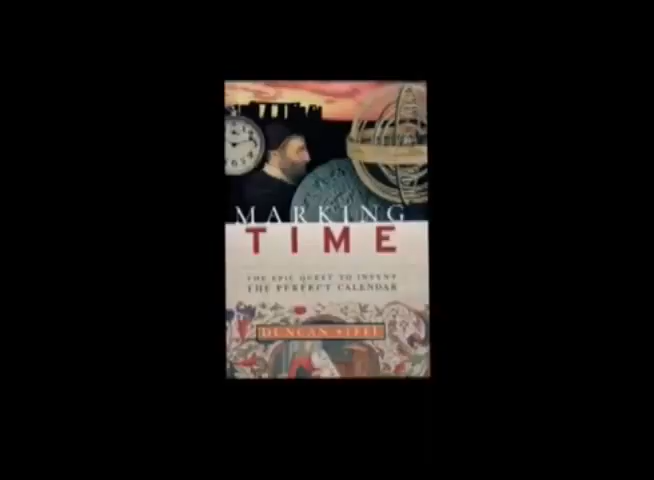 MARKING
TIME
THE EPIC QUEST TO INVENT
THE PERFECT CALENDAR
DUNCAN STEEL